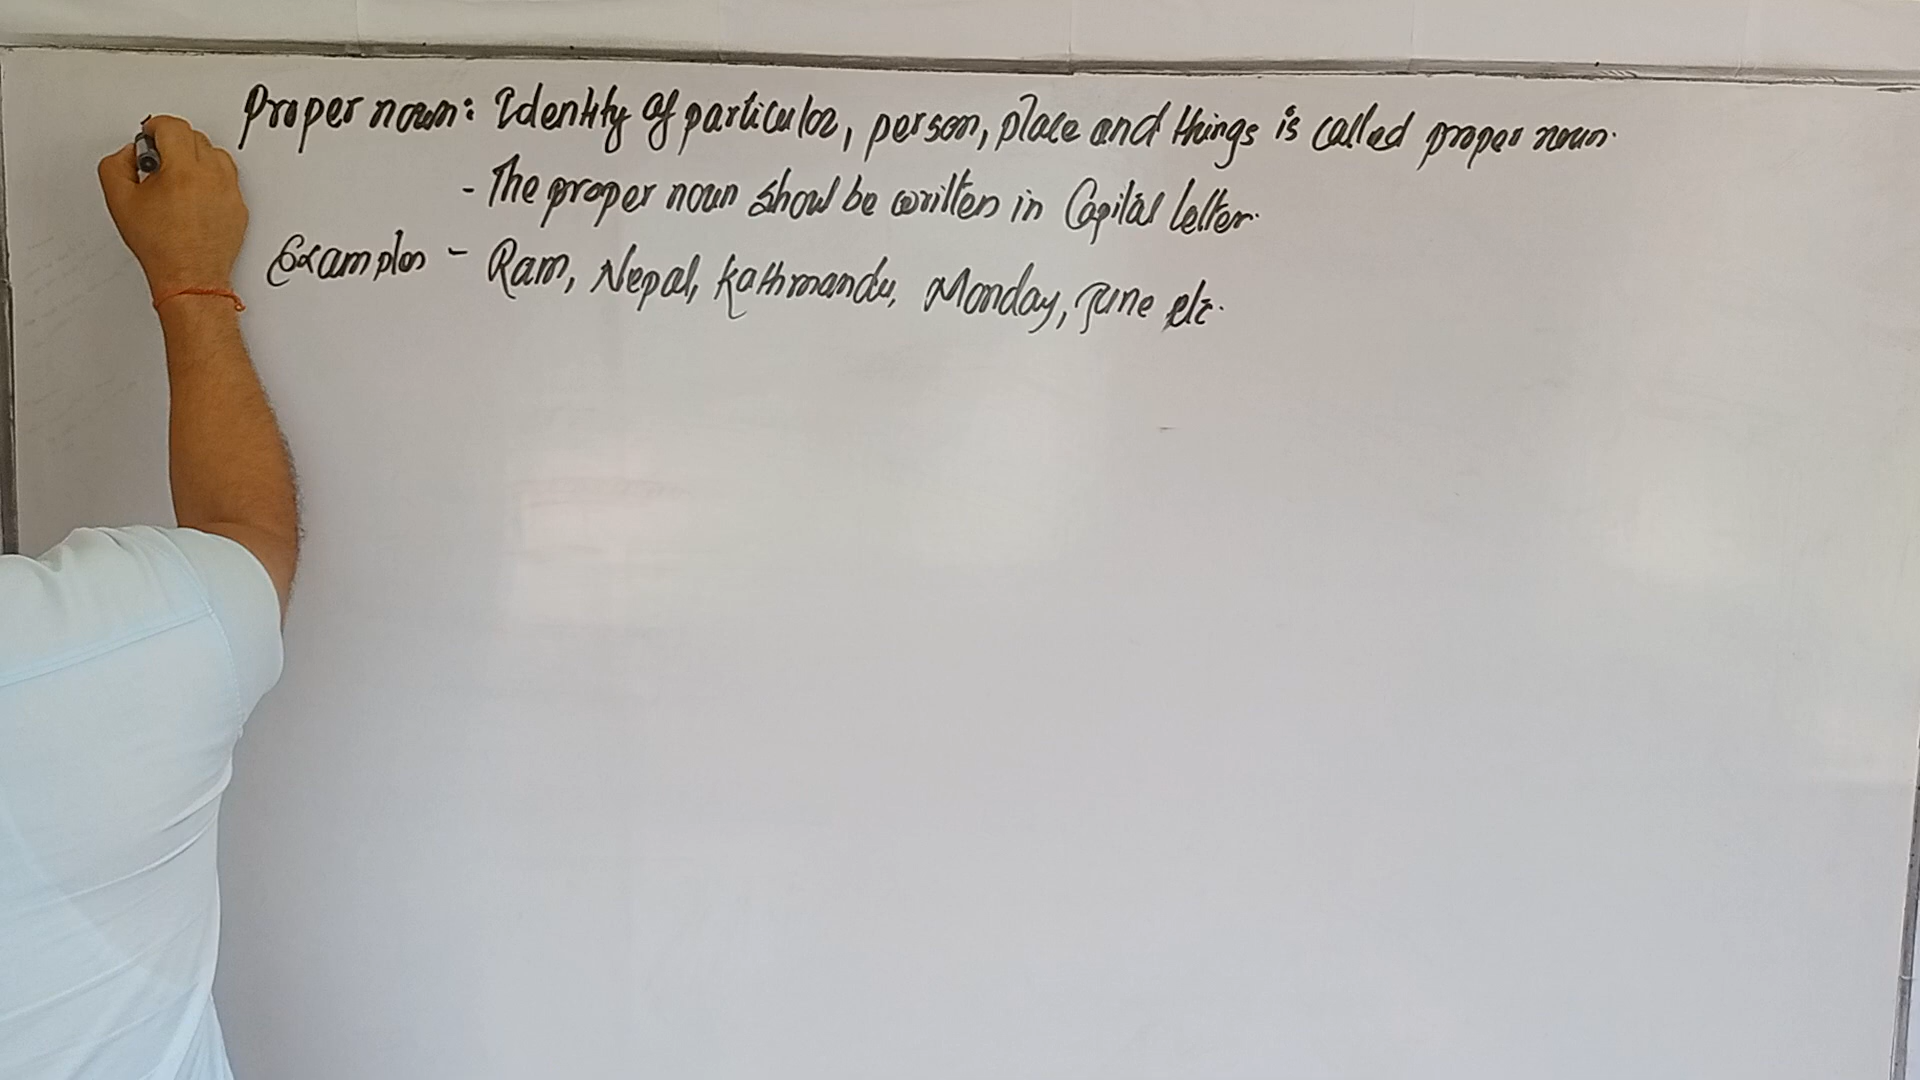 Proper noun: Identity of particular, person, place and things is called proper noun.
- The proper noun shoul be written in Capital letter.
Examples - Ram, Nepal, Kathmandu, Monday, June etc.